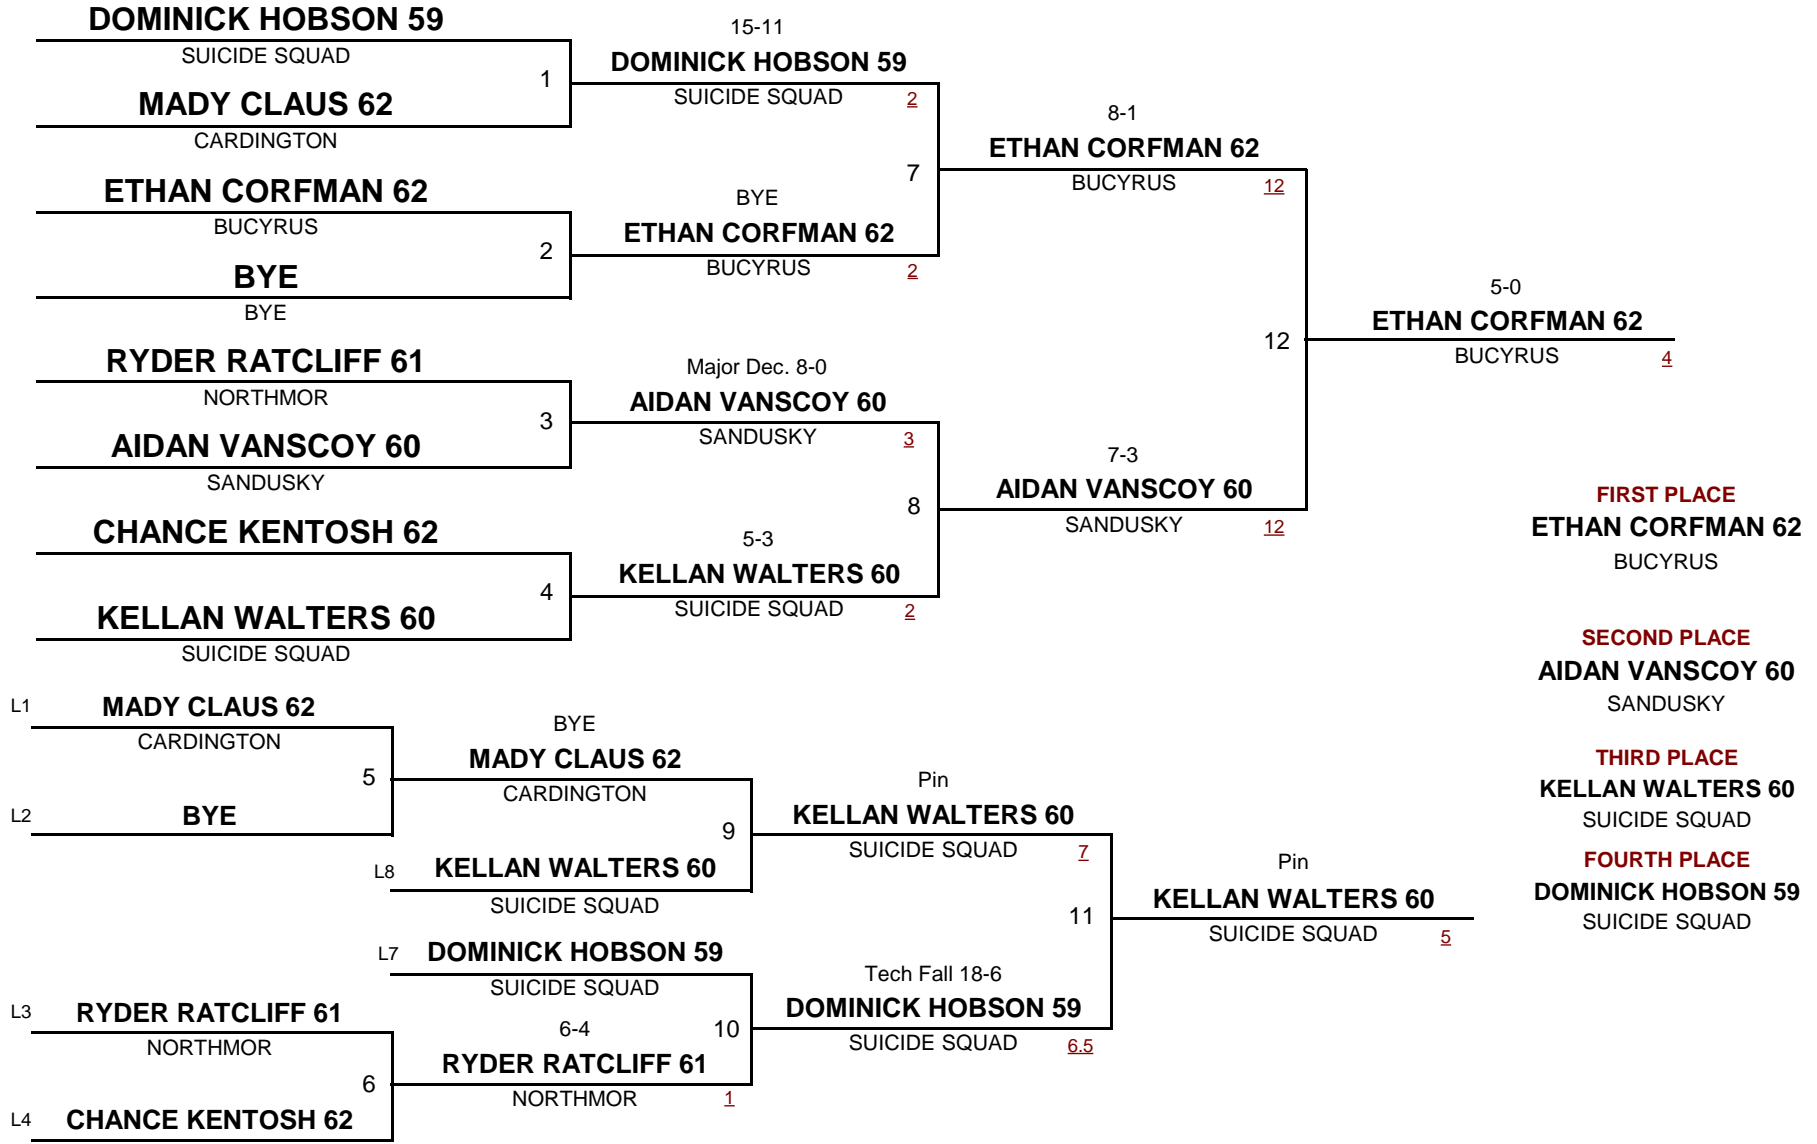 DOMINICK HOBSON 59
SUICIDE SQUAD
1
MADY CLAUS 62
CARDINGTON
ETHAN CORFMAN 62
BUCYRUS
2
BYE
BYE
RYDER RATCLIFF 61
NORTHMOR
3
AIDAN VANSCOY 60
SANDUSKY
CHANCE KENTOSH 62
4
KELLAN WALTERS 60
SUICIDE SQUAD
15-11
DOMINICK HOBSON 59
SUICIDE SQUAD 2
7
BYE
ETHAN CORFMAN 62
BUCYRUS 2
Major Dec. 8-0
AIDAN VANSCOY 60
SANDUSKY 3
8
5-3
KELLAN WALTERS 60
SUICIDE SQUAD 2
8-1
ETHAN CORFMAN 62
BUCYRUS 12
12
7-3
AIDAN VANSCOY 60
SANDUSKY 12
5-0
ETHAN CORFMAN 62
BUCYRUS 4
FIRST PLACE
ETHAN CORFMAN 62
BUCYRUS
SECOND PLACE
AIDAN VANSCOY 60
SANDUSKY
THIRD PLACE
KELLAN WALTERS 60
SUICIDE SQUAD
FOURTH PLACE
DOMINICK HOBSON 59
SUICIDE SQUAD
L1 MADY CLAUS 62
CARDINGTON
5
L2 BYE
BYE
MADY CLAUS 62
CARDINGTON
9
L8 KELLAN WALTERS 60
SUICIDE SQUAD
L7 DOMINICK HOBSON 59
SUICIDE SQUAD
10
L3 RYDER RATCLIFF 61
NORTHMOR
6
L4 CHANCE KENTOSH 62
6-4
RYDER RATCLIFF 61
NORTHMOR 1
Pin
KELLAN WALTERS 60
SUICIDE SQUAD 7
11
Tech Fall 18-6
DOMINICK HOBSON 59
SUICIDE SQUAD 6.5
Pin
KELLAN WALTERS 60
SUICIDE SQUAD 5